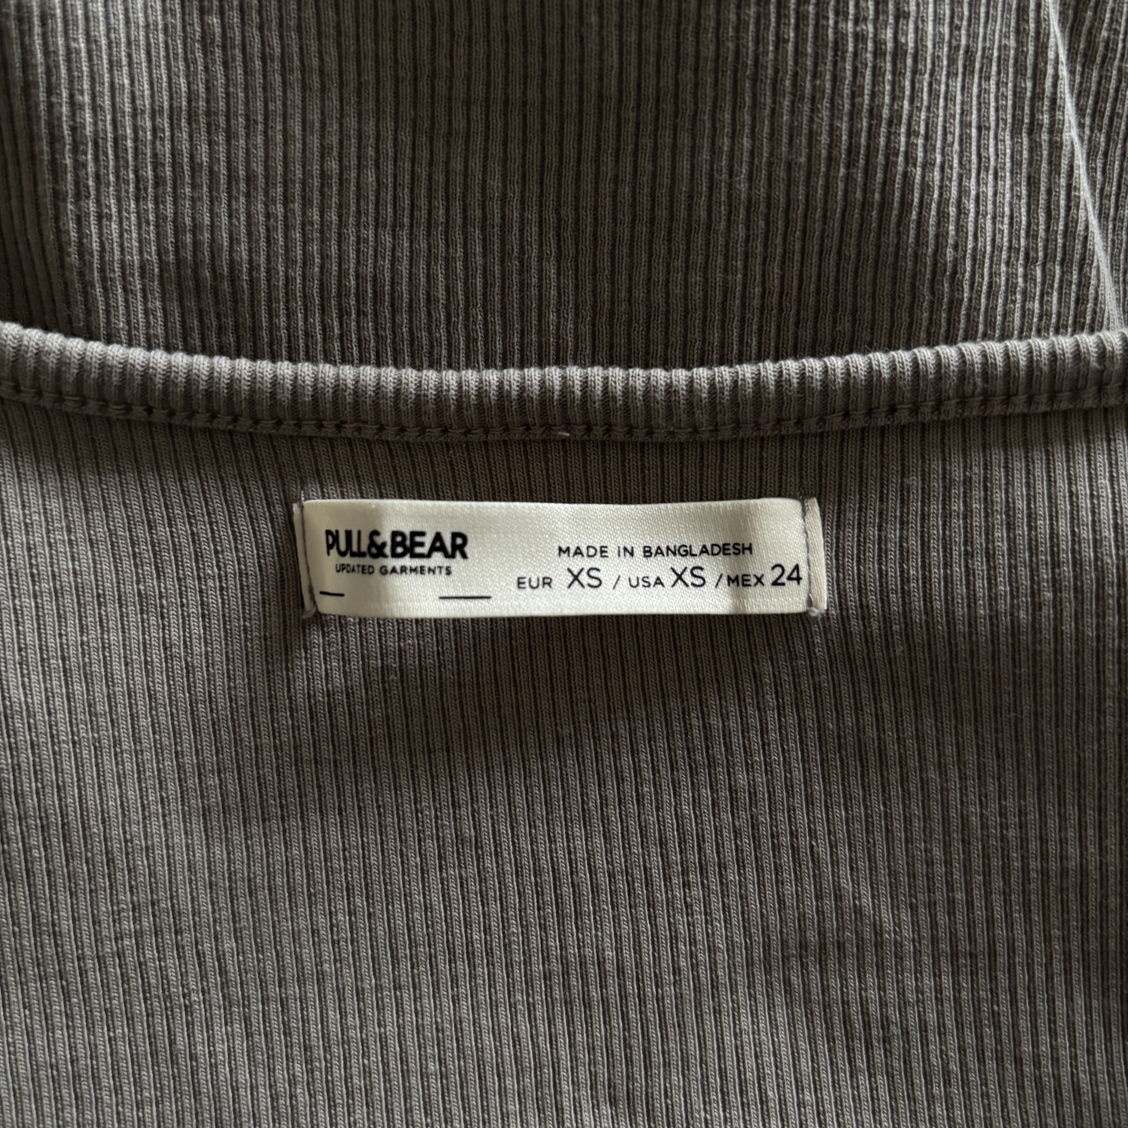 PULL&BEAR
UPDATED GARMENTS
MADE IN BANGLADESH
EUR XS / USA XS / MEX 24